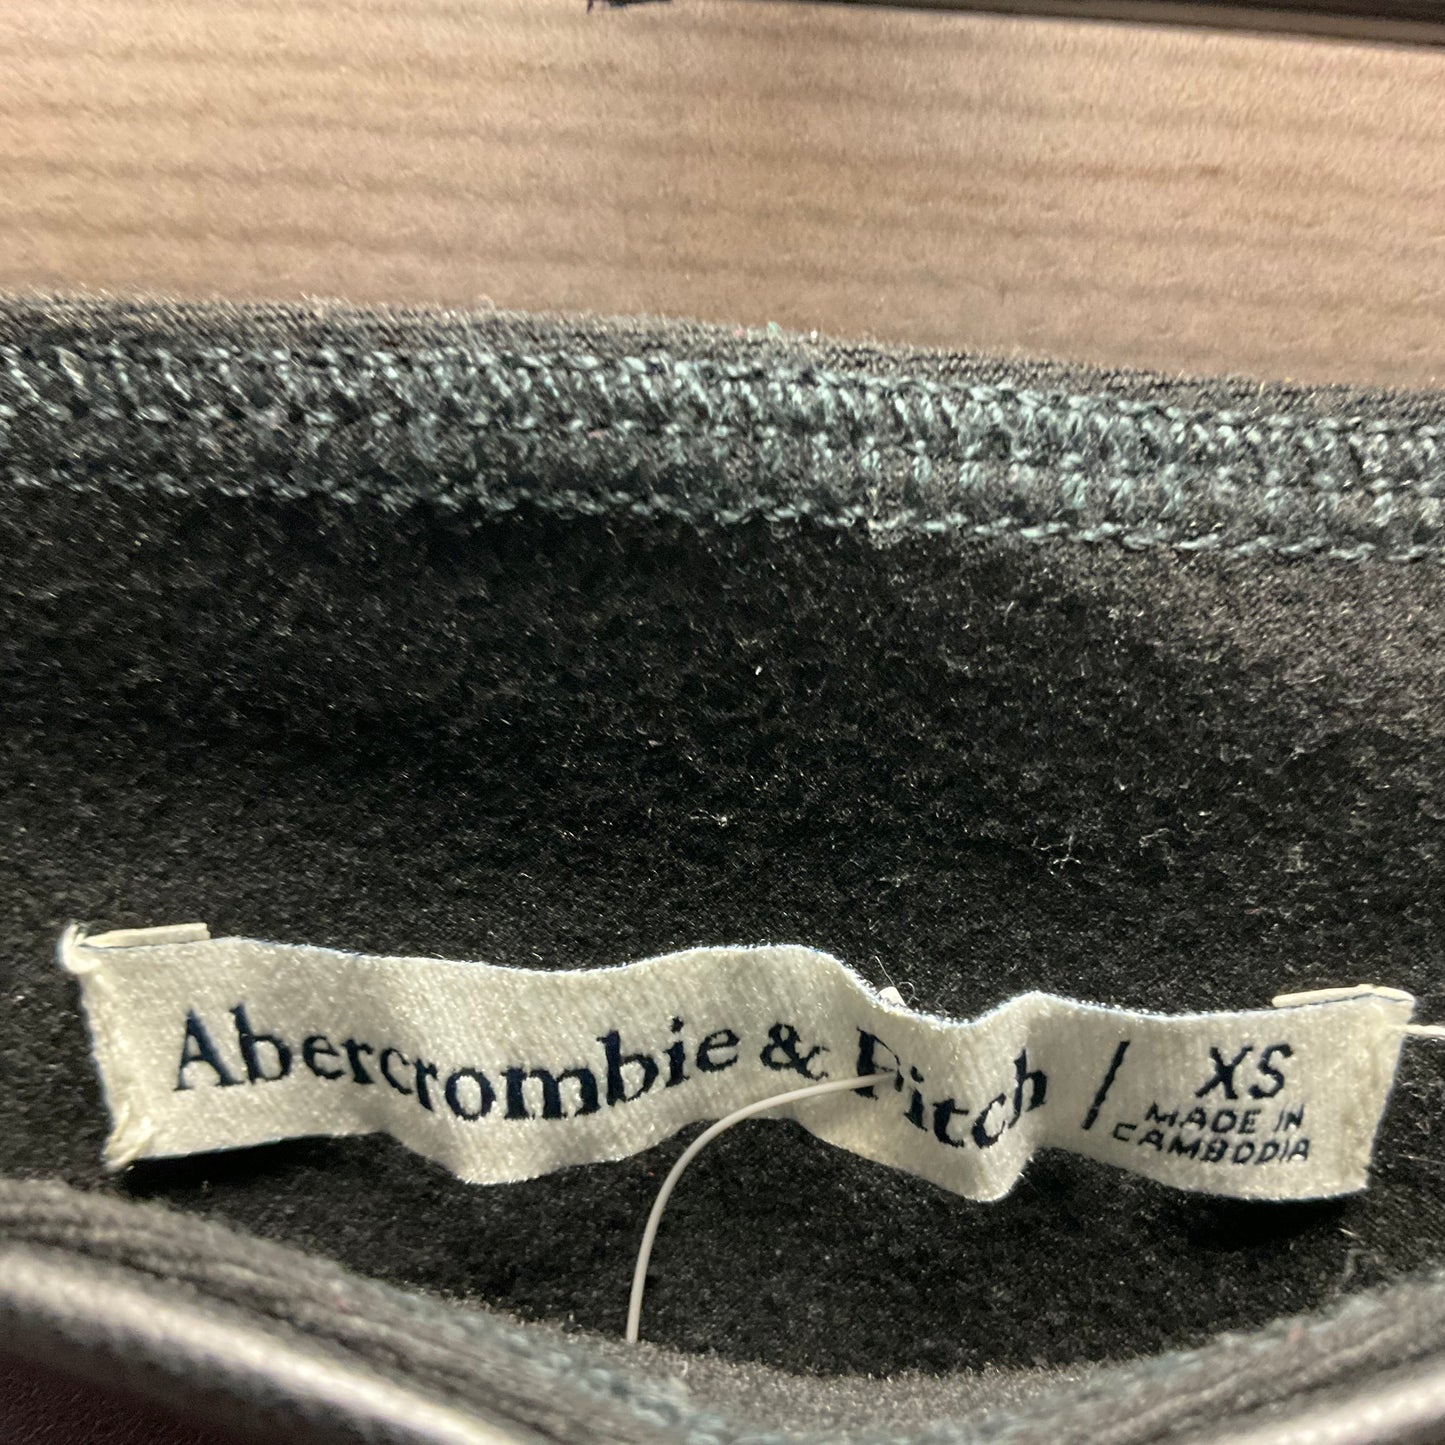 Abercrombie & Fitch / XS
MADE IN
CAMBODIA